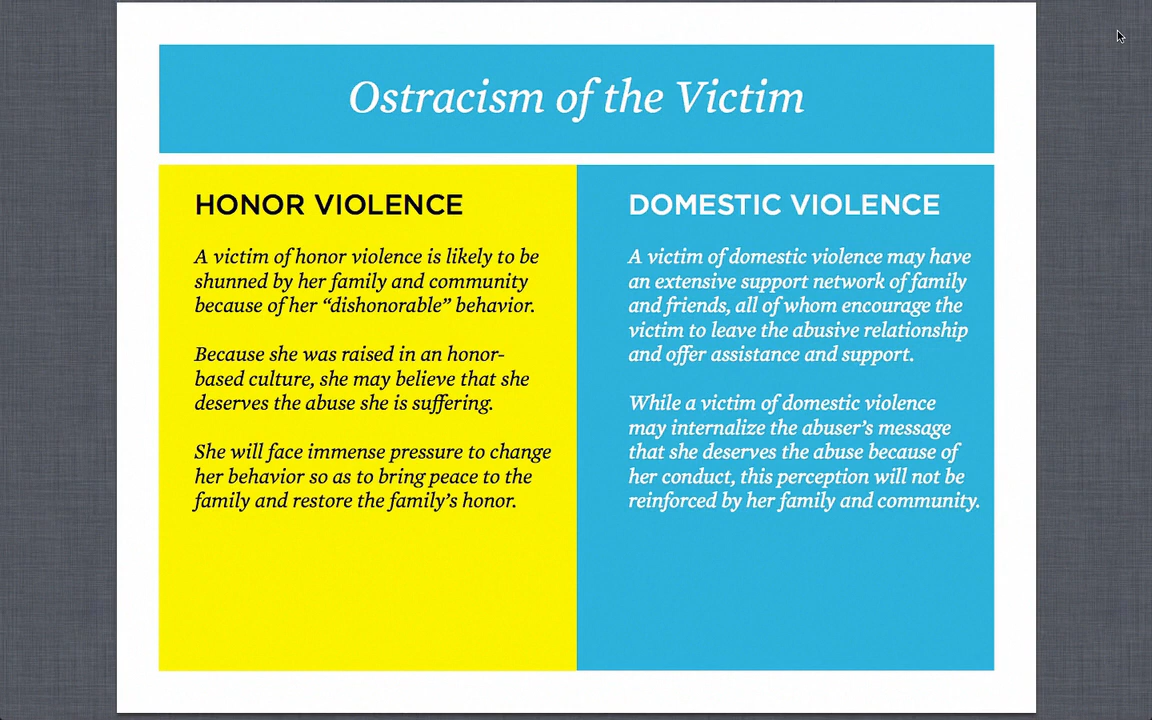 Ostracism of the Victim
HONOR VIOLENCE
A victim of honor violence is likely to be
shunned by her family and community
because of her “dishonorable” behavior.
Because she was raised in an honor-
based culture, she may believe that she
deserves the abuse she is suffering.
She will face immense pressure to change
her behavior so as to bring peace to the
family and restore the family’s honor.
DOMESTIC VIOLENCE
A victim of domestic violence may have
an extensive support network of family
and friends, all of whom encourage the
victim to leave the abusive relationship
and offer assistance and support.
While a victim of domestic violence
may internalize the abuser’s message
that she deserves the abuse because of
her conduct, this perception will not be
reinforced by her family and community.